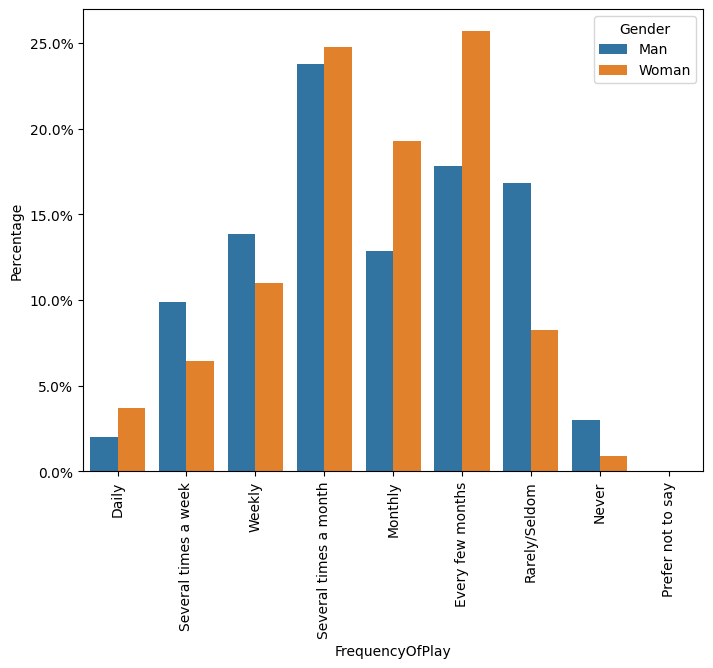 Gender
Man
Woman
25.0%
20.0%
15.0%
10.0%
5.0%
0.0%
Percentage
Daily
Several times a week
Weekly
Several times a month
Monthly
Every few months
Rarely/Seldom
Never
Prefer not to say
FrequencyOfPlay